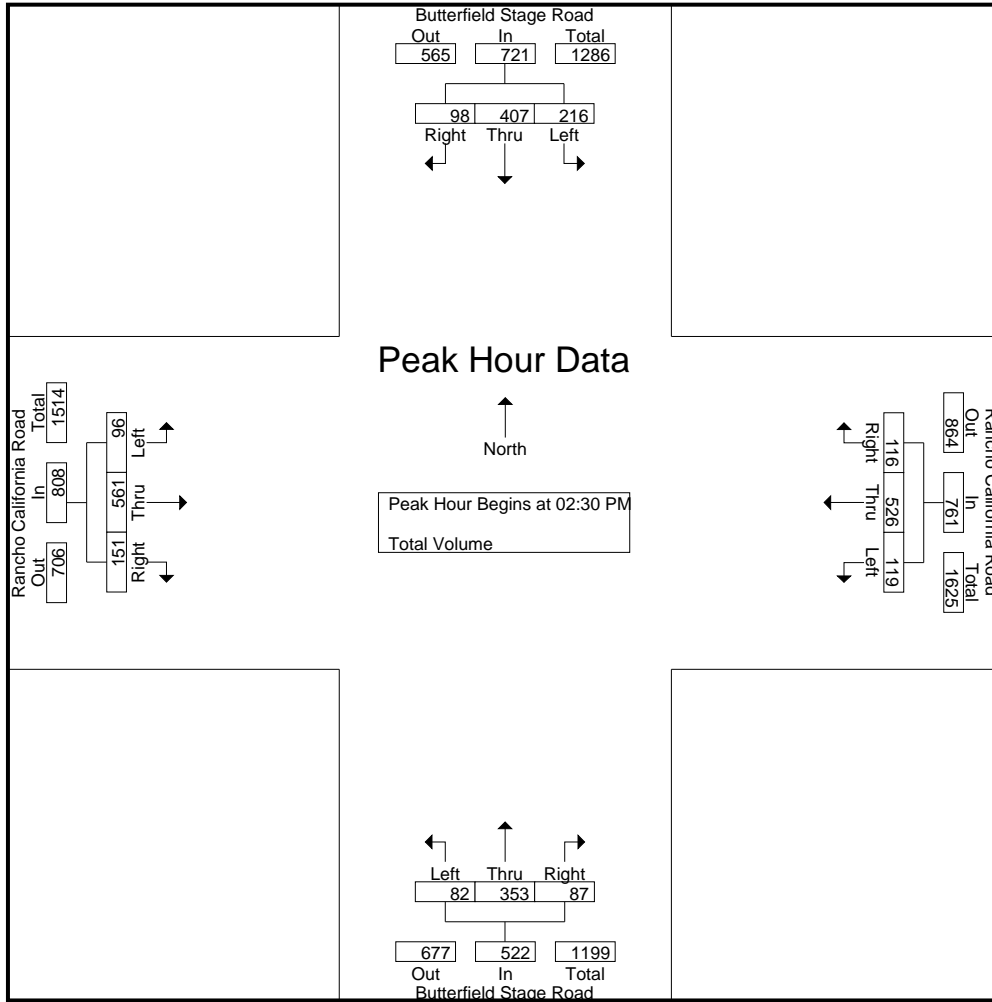 Butterfield Stage Road
Out In Total
565 721 1286
98 407 216
Right Thru Left
Peak Hour Data
North
Peak Hour Begins at 02:30 PM
Total Volume
Rancho California Road
Total In Out
1514 808 706
96 561 151
Left Thru Right
Rancho California Road
Out In Total
864 761 1625
116 526 119
Right Thru Left
Left Thru Right
82 353 87
677 522 1199
Out In Total
Butterfield Stage Road